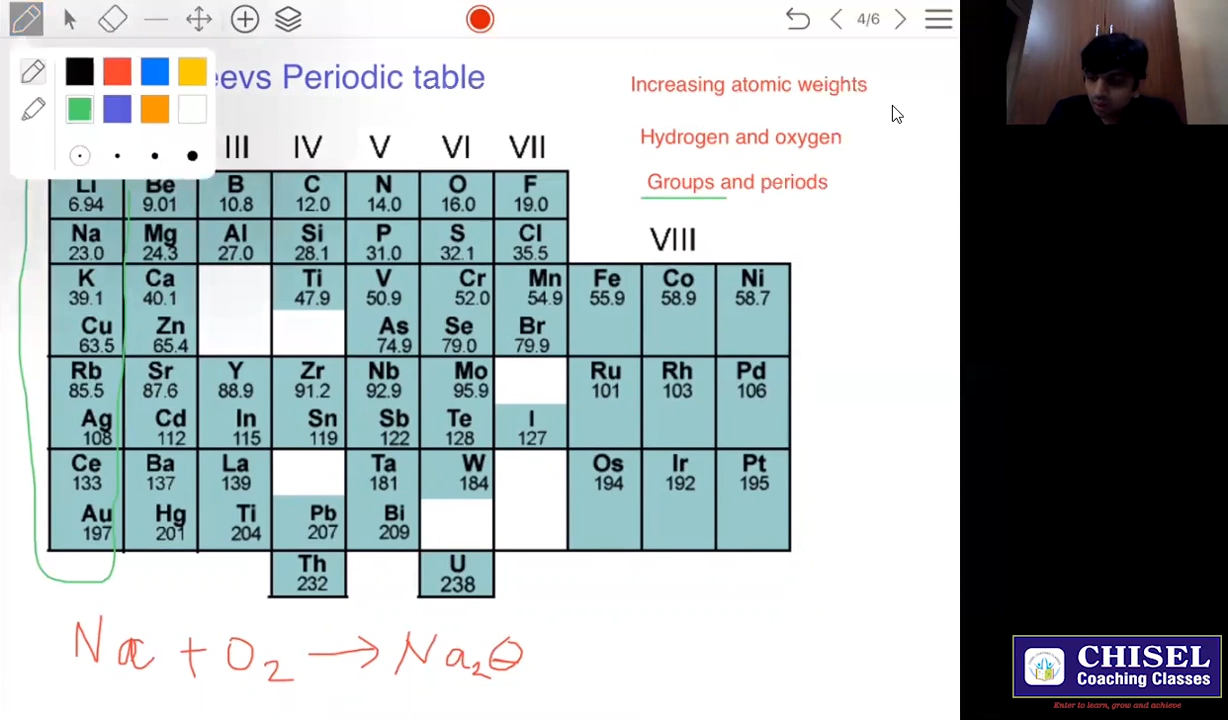 4/6
eevs Periodic table
Increasing atomic weights
Hydrogen and oxygen
Groups and periods
III IV V VI VII
VIII
Li Be B C N O F
6.94 9.01 10.8 12.0 14.0 16.0 19.0
Na Mg Al Si P S Cl
23.0 24.3 27.0 28.1 31.0 32.1 35.5
K Ca Ti V Cr Mn Fe Co Ni
39.1 40.1 47.9 50.9 52.0 54.9 55.9 58.9 58.7
Cu Zn As Se Br
63.5 65.4 74.9 79.0 79.9
Rb Sr Y Zr Nb Mo Ru Rh Pd
85.5 87.6 88.9 91.2 92.9 95.9 101 103 106
Ag Cd In Sn Sb Te I
108 112 115 119 122 128 127
Ce Ba La Ta W Os Ir Pt
133 137 139 181 184 194 192 195
Au Hg Ti Pb Bi
197 201 204 207 209
Th U
232 238
Na + O2 → Na2O
CHISEL
Coaching Classes
Enter to learn, grow and achieve